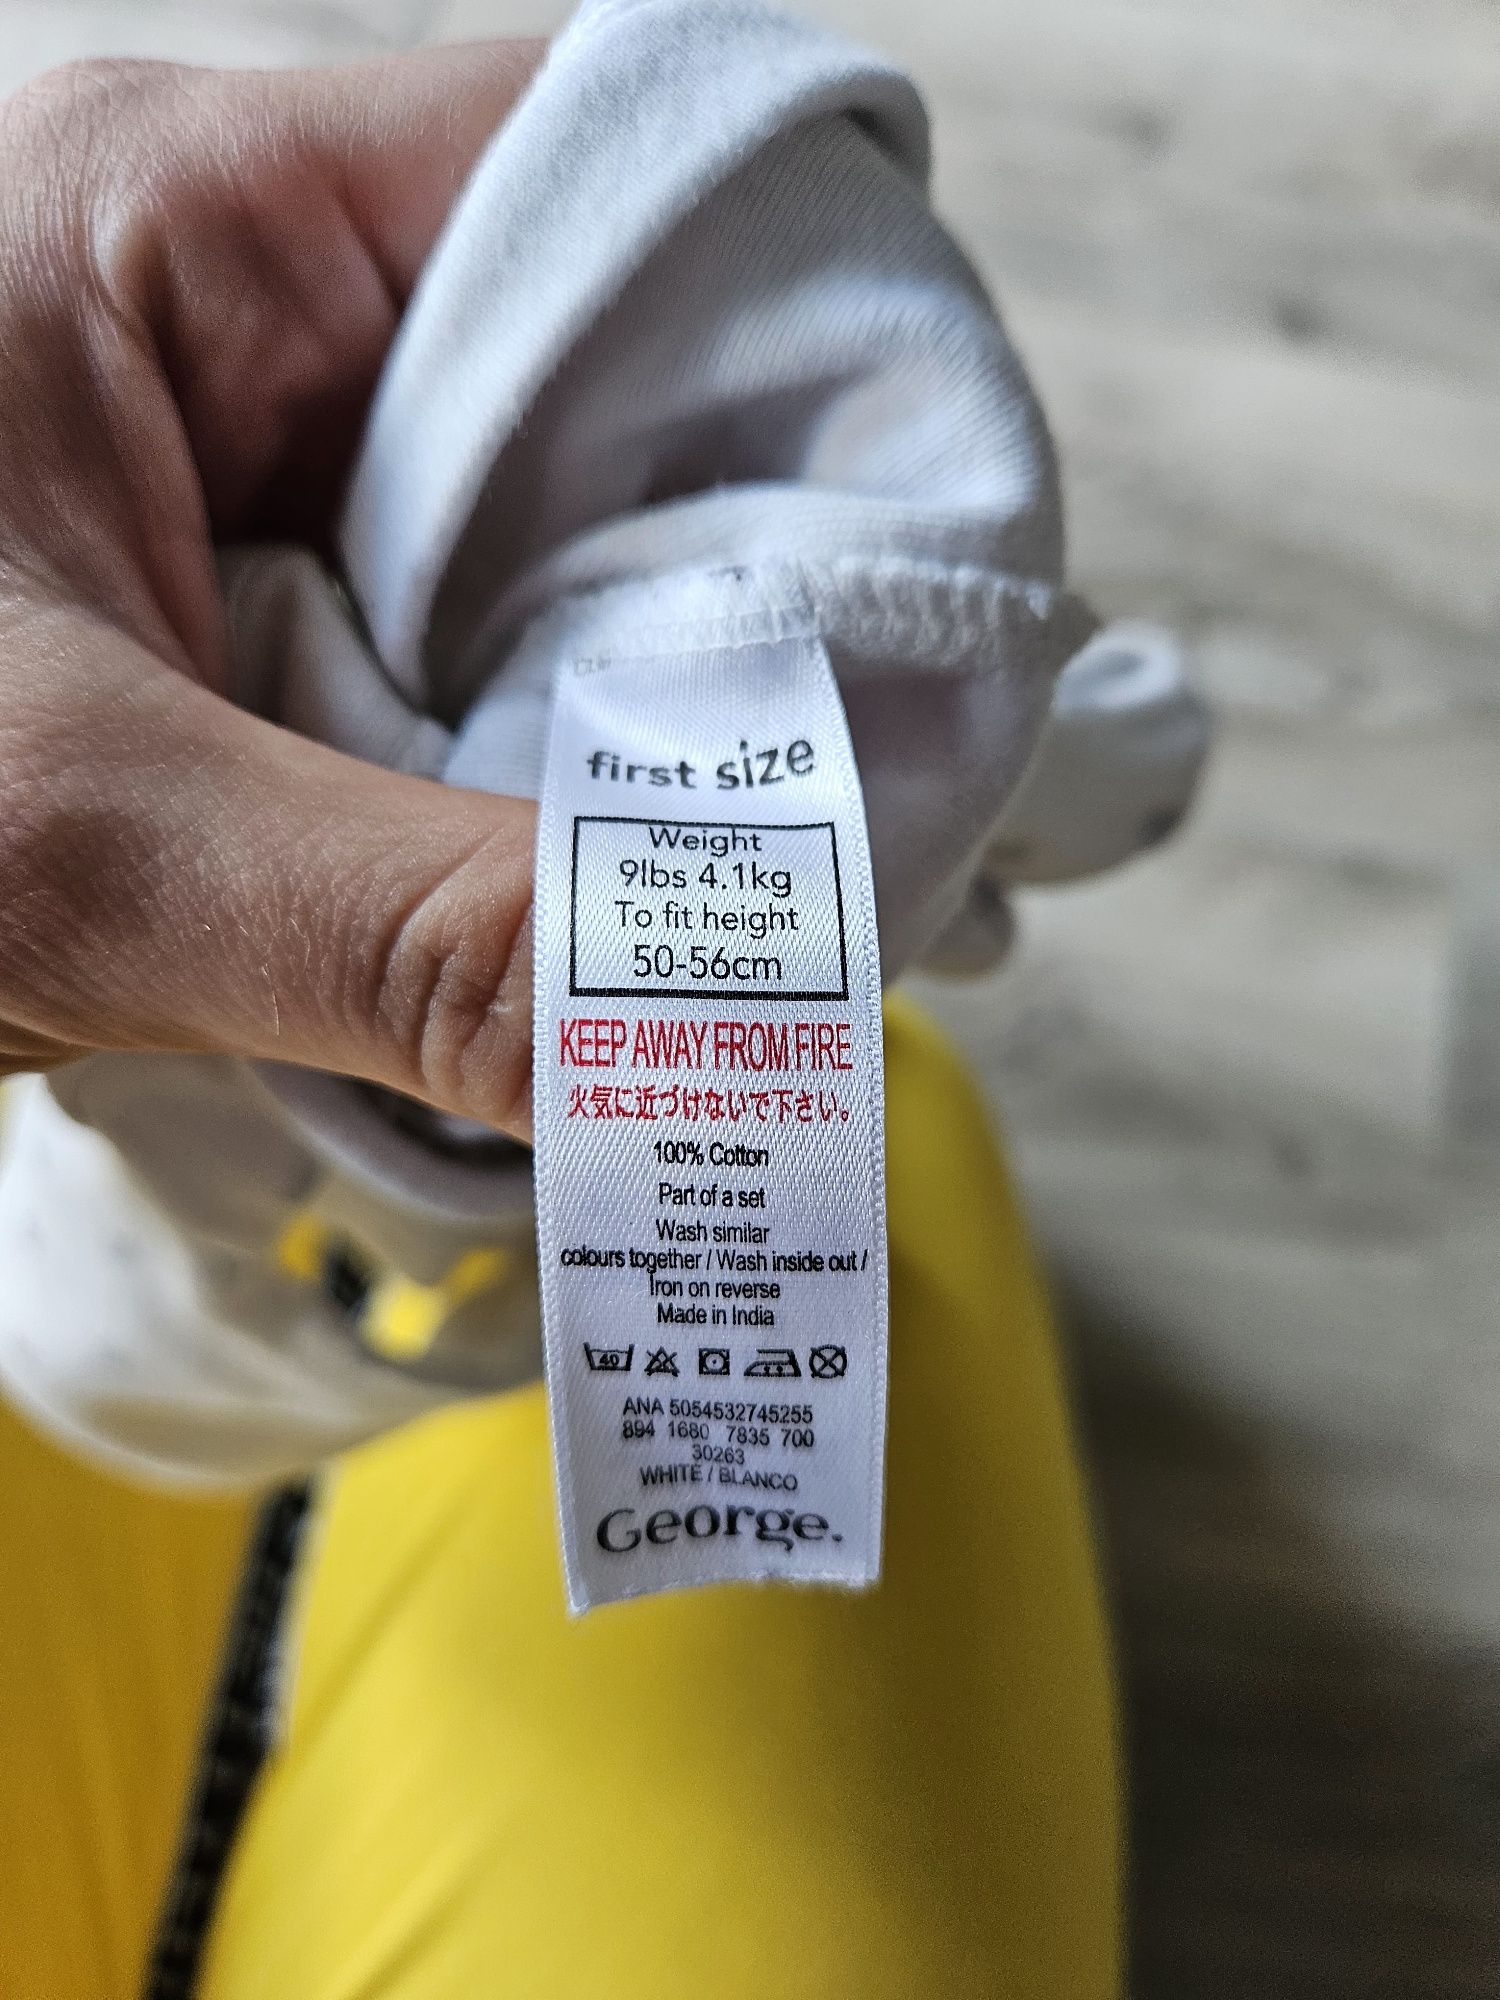 first size
Weight
9lbs 4.1kg
To fit height
50-56cm
KEEP AWAY FROM FIRE
火気に近づけないで下さい。
100% Cotton
Part of a set
Wash similar
colours together / Wash inside out /
Iron on reverse
Made in India
40
ANA 5054532745255
894 1680 7835 700
30263
WHITE / BLANCO
George.